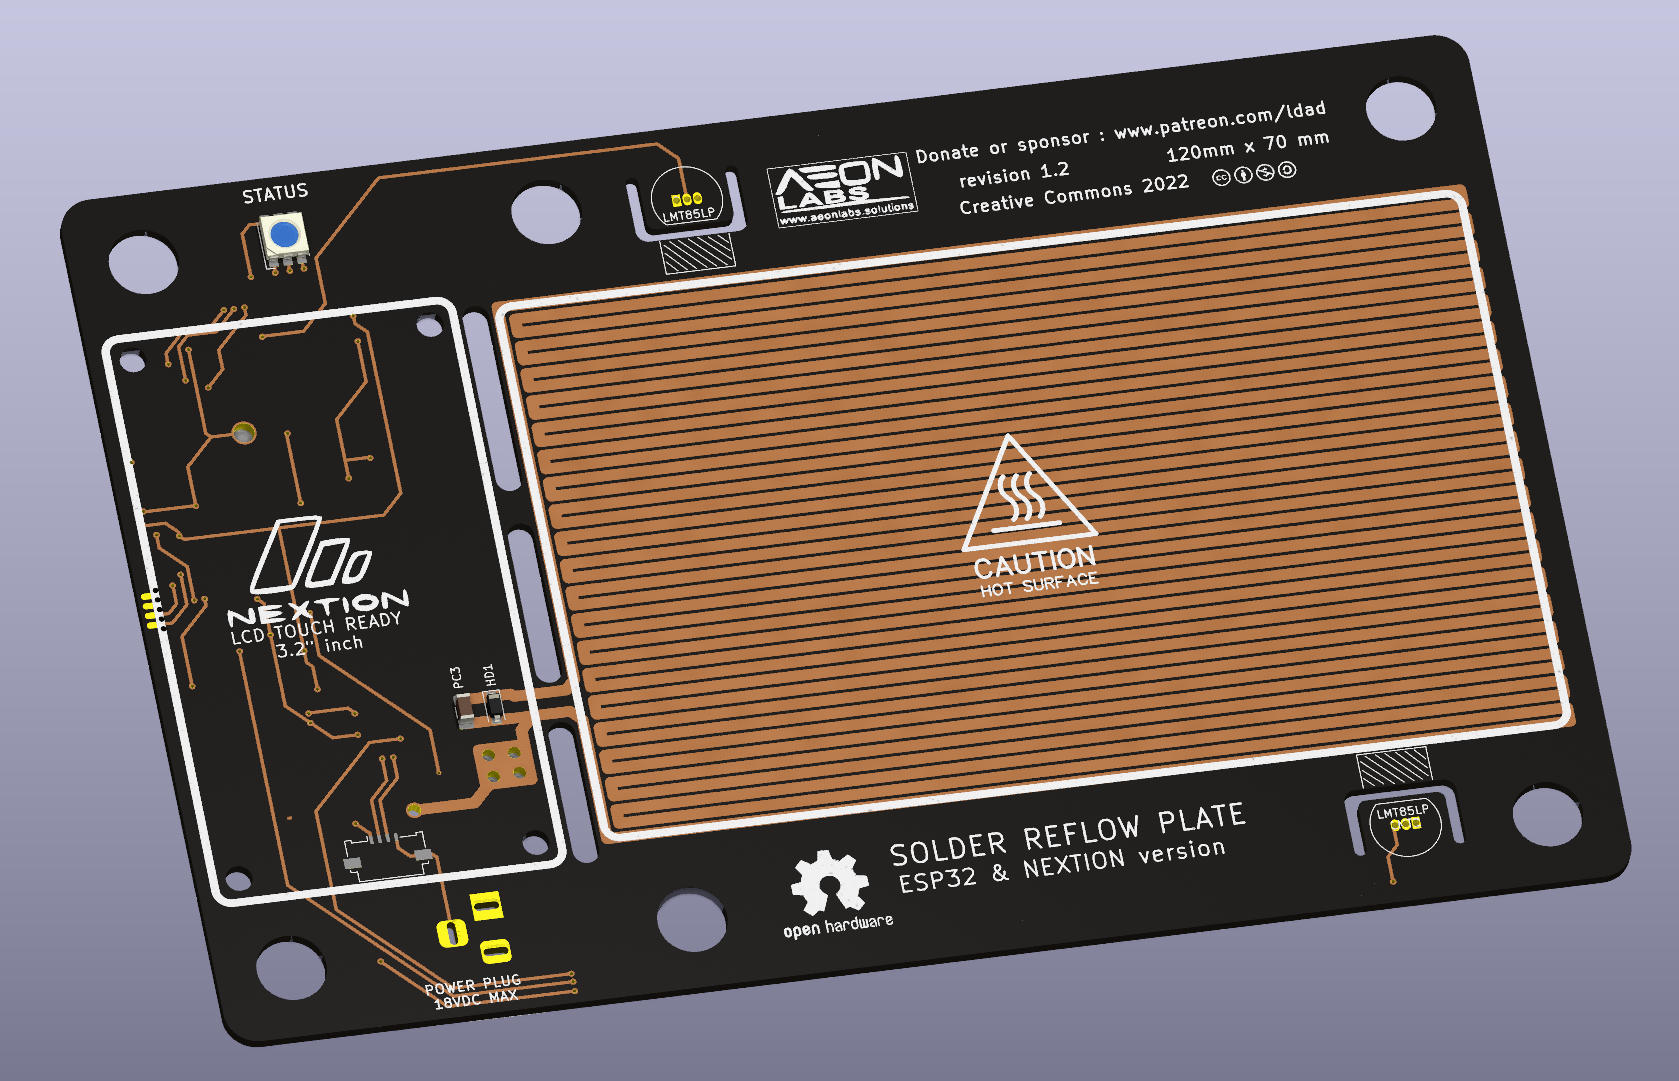 STATUS
LMT85LP
AEON
LABS
www.aeonlabs.solutions
Donate or sponsor : www.patreon.com/ldad
revision 1.2
120mm x 70 mm
Creative Commons 2022
cc
CAUTION
HOT SURFACE
NEXTION
LCD TOUCH READY
3.2" inch
PC3
HD1
LMT85LP
SOLDER REFLOW PLATE
ESP32 & NEXTION version
open hardware
POWER PLUG
18VDC MAX